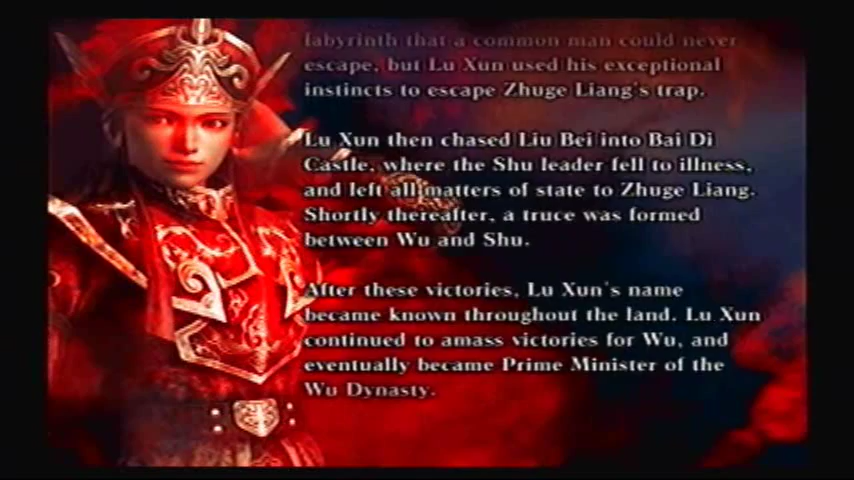 labyrinth that a common man could never
escape, but Lu Xun used his exceptional
instincts to escape Zhuge Liang's trap.
Lu Xun then chased Liu Bei into Bai Di
Castle, where the Shu leader fell to illness,
and left all matters of state to Zhuge Liang.
Shortly thereafter, a truce was formed
between Wu and Shu.
After these victories, Lu Xun's name
became known throughout the land. Lu Xun
continued to amass victories for Wu, and
eventually became Prime Minister of the
Wu Dynasty.